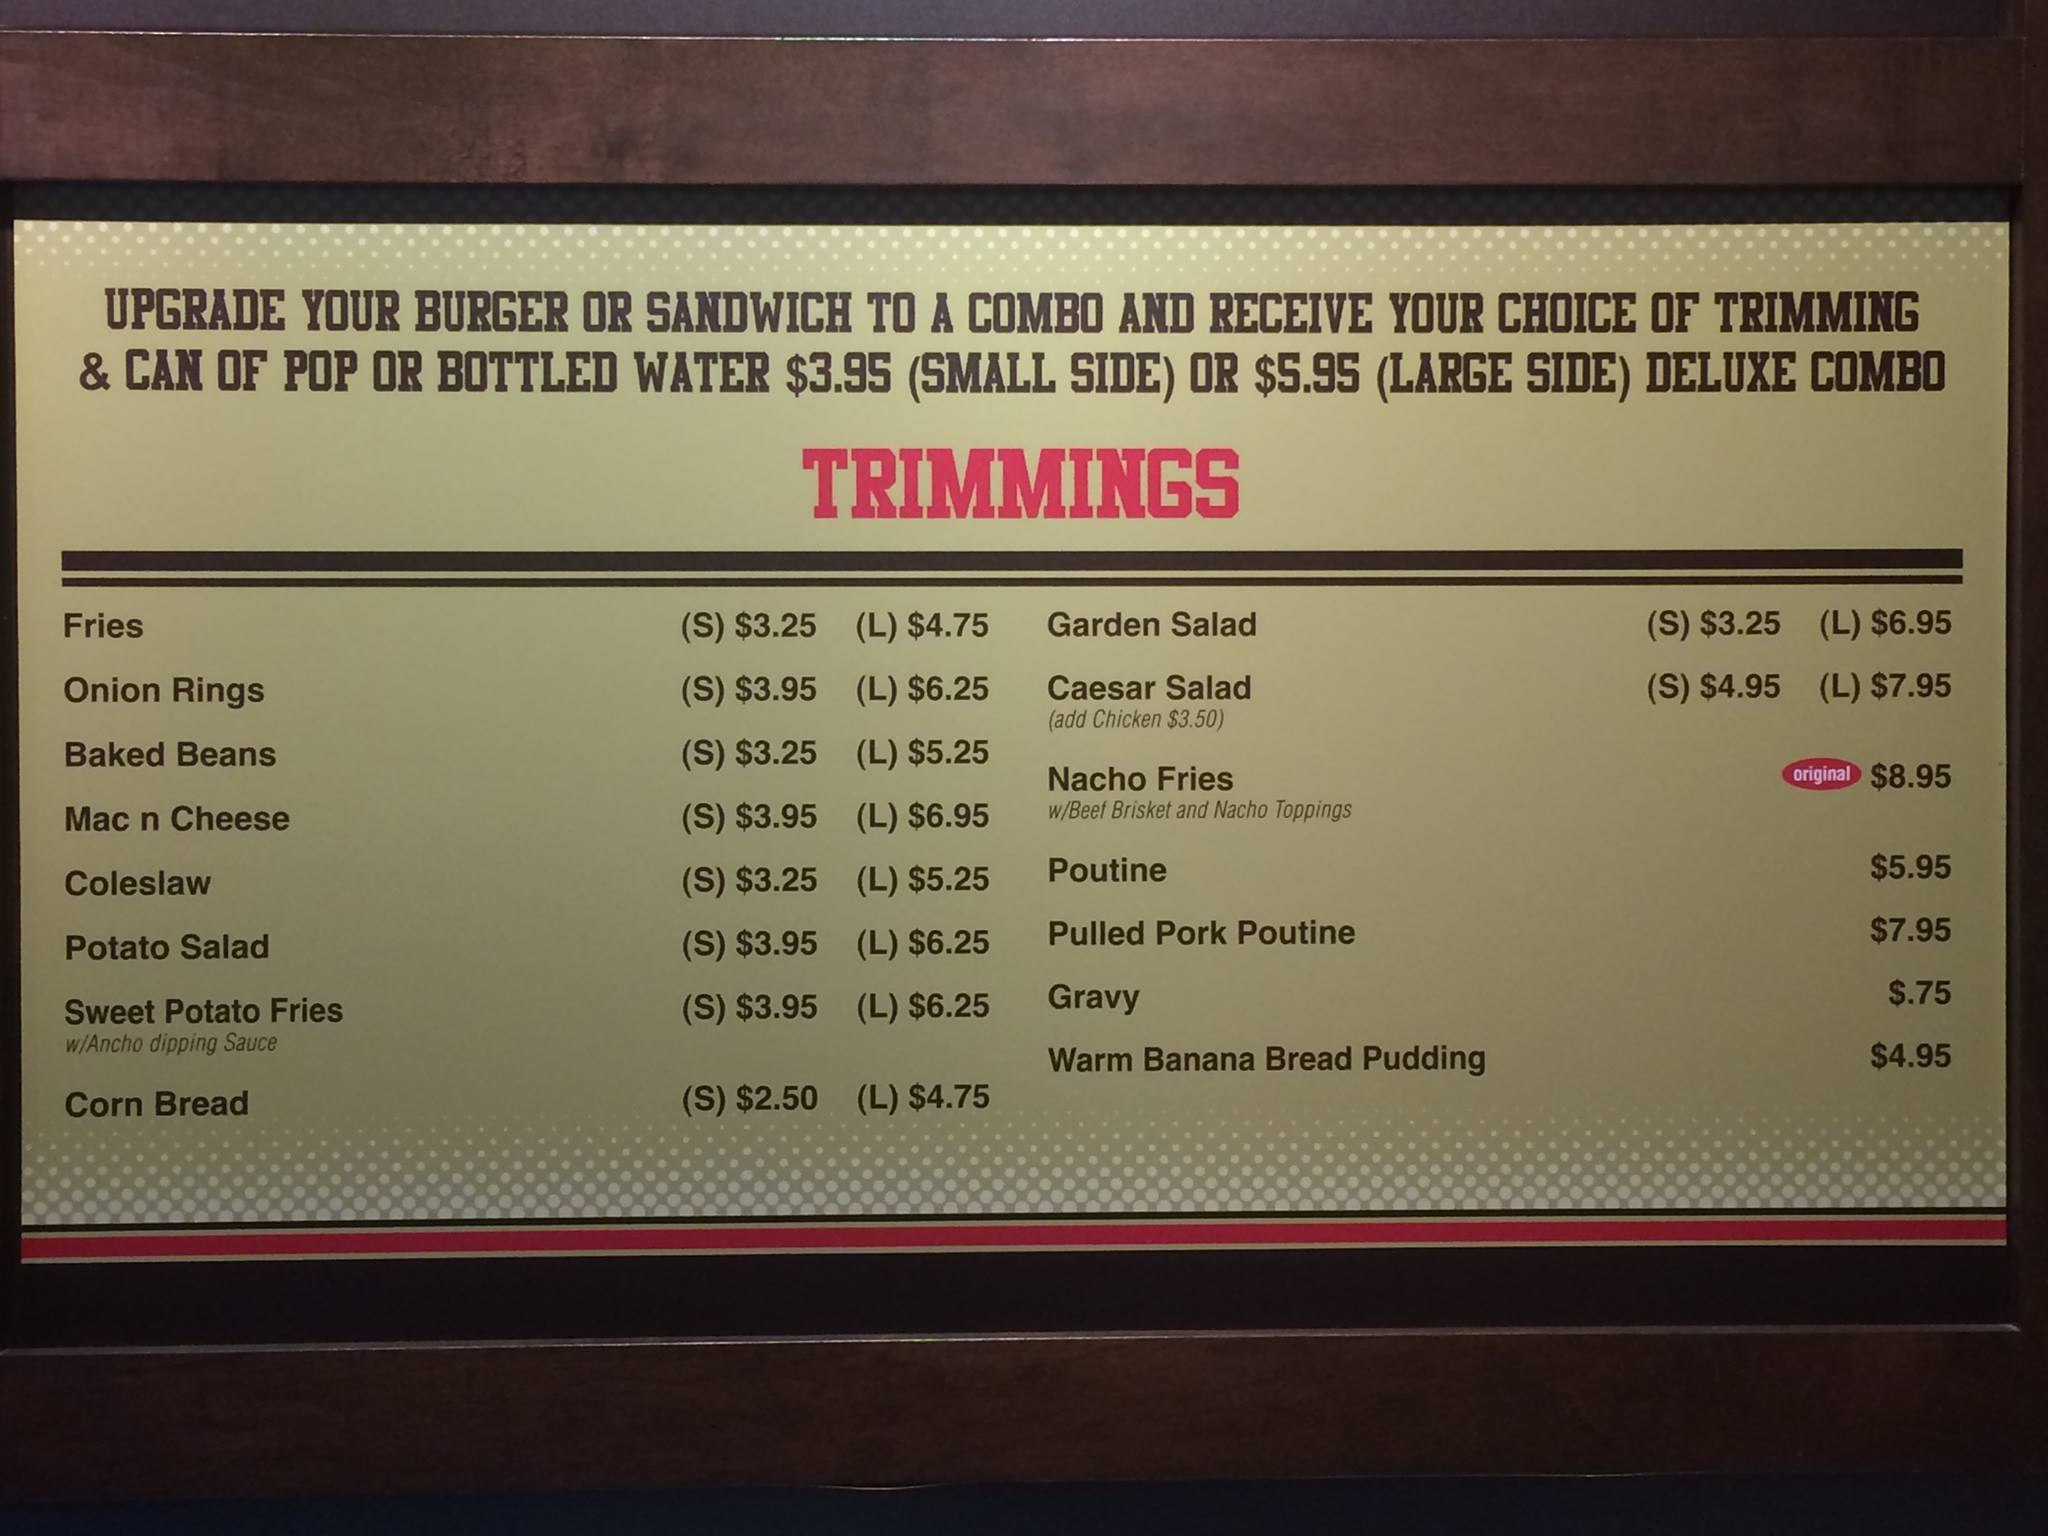 UPGRADE YOUR BURGER OR SANDWICH TO A COMBO AND RECEIVE YOUR CHOICE OF TRIMMING
& CAN OF POP OR BOTTLED WATER $3.95 (SMALL SIDE) OR $5.95 (LARGE SIDE) DELUXE COMBO
TRIMMINGS
Fries (S) $3.25 (L) $4.75
Onion Rings (S) $3.95 (L) $6.25
Baked Beans (S) $3.25 (L) $5.25
Mac n Cheese (S) $3.95 (L) $6.95
Coleslaw (S) $3.25 (L) $5.25
Potato Salad (S) $3.95 (L) $6.25
Sweet Potato Fries (S) $3.95 (L) $6.25
w/Ancho dipping Sauce
Corn Bread (S) $2.50 (L) $4.75
Garden Salad (S) $3.25 (L) $6.95
Caesar Salad (S) $4.95 (L) $7.95
(add Chicken $3.50)
Nacho Fries original $8.95
w/Beef Brisket and Nacho Toppings
Poutine $5.95
Pulled Pork Poutine $7.95
Gravy $.75
Warm Banana Bread Pudding $4.95